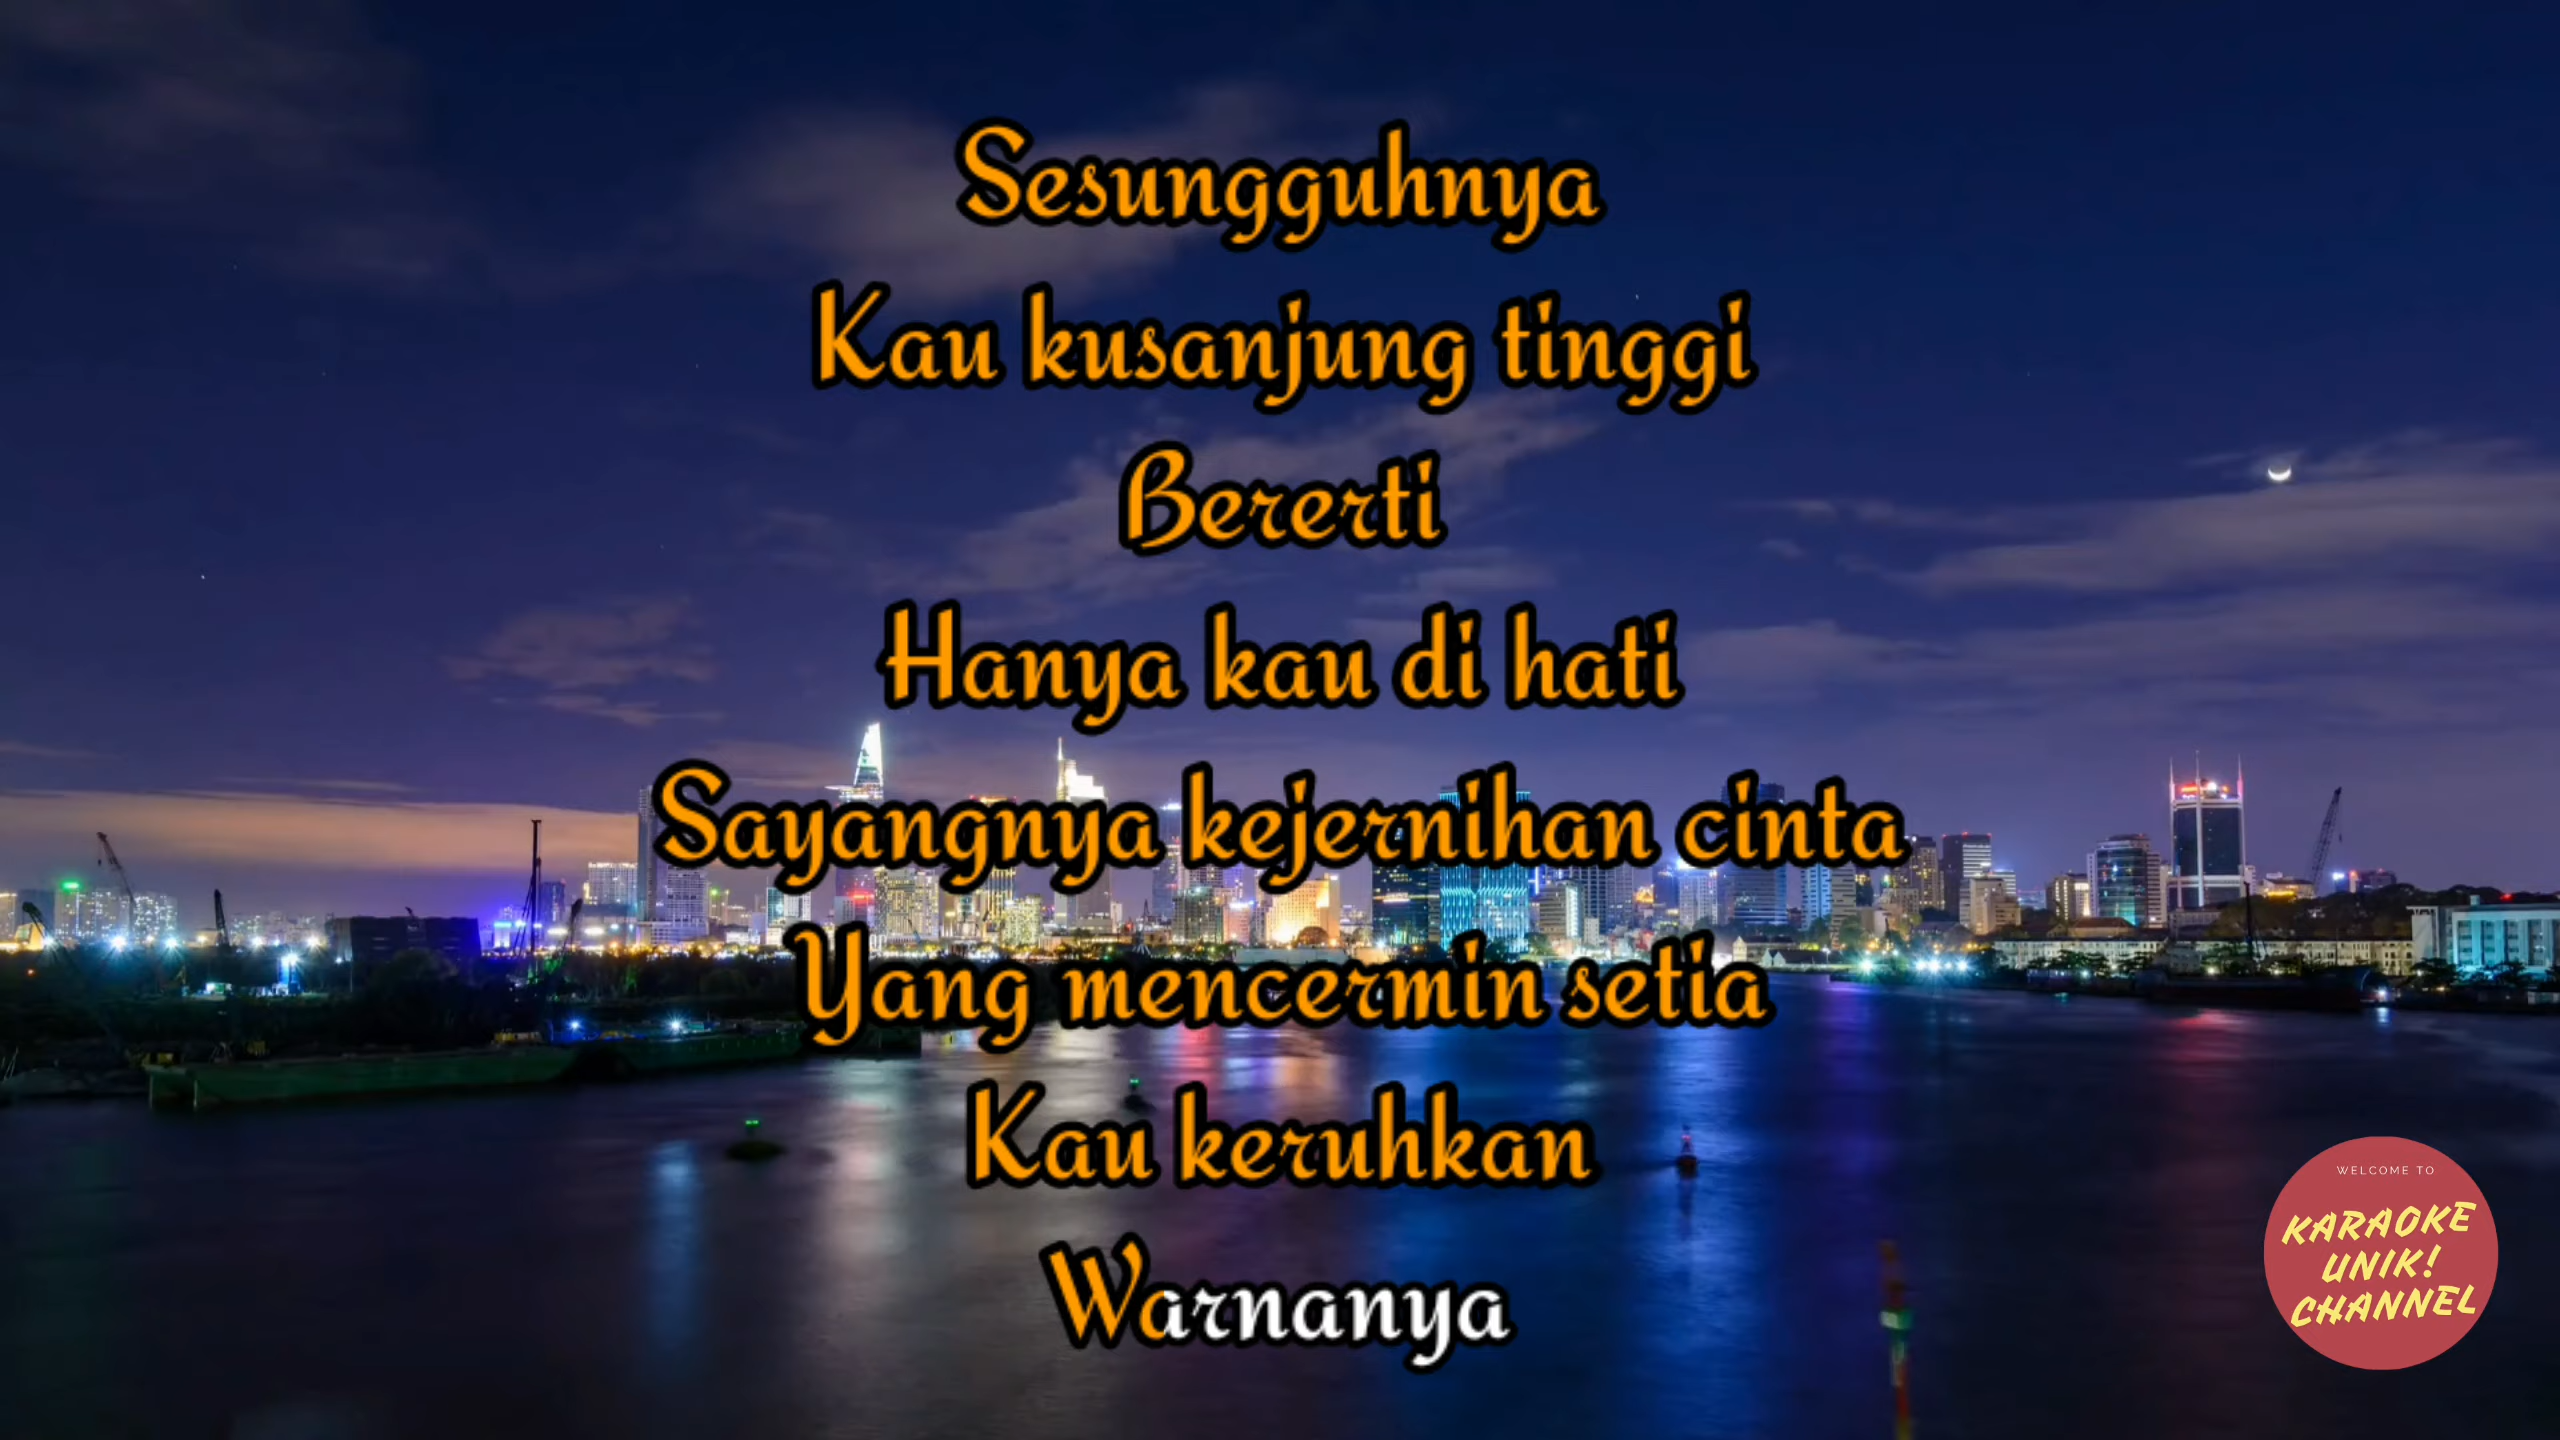 Sesungguhnya
Kau kusanjung tinggi
Bererti
Hanya kau di hati
Sayangnya kejernihan cinta
Yang mencermin setia
Kau keruhkan
Warnanya
WELCOME TO
KARAOKE
UNIK!
CHANNEL